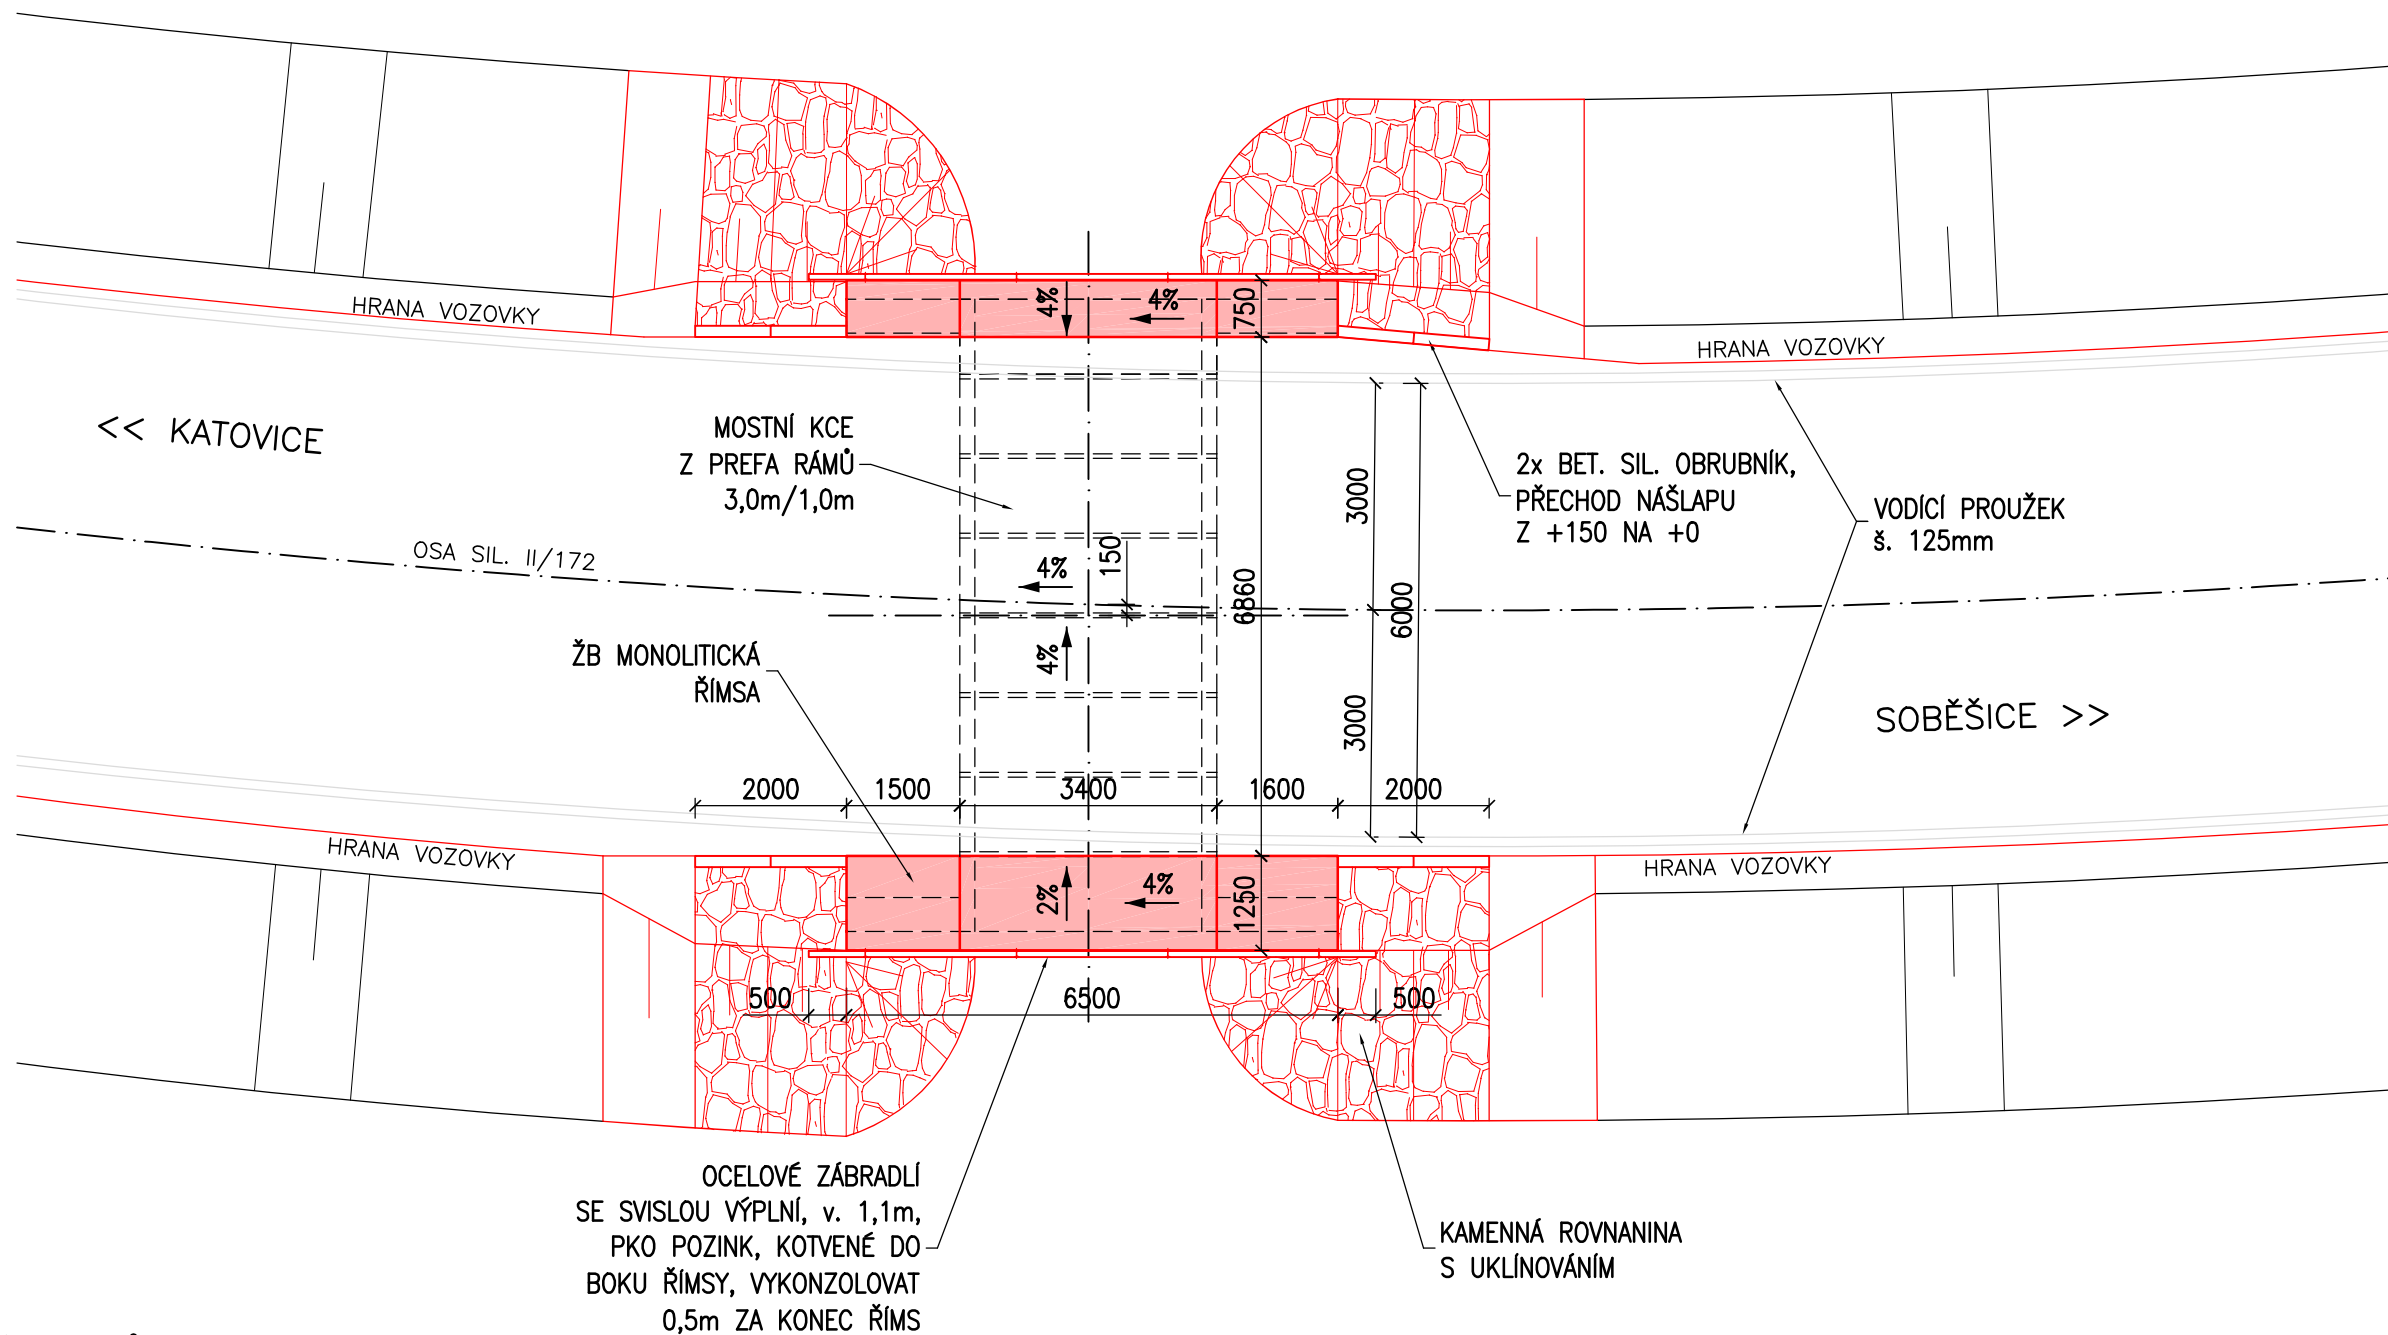 HRANA VOZOVKY
4%
4%
750
HRANA VOZOVKY
<< KATOVICE
MOSTNÍ KCE
Z PREFA RÁMŮ
3,0m/1,0m
3000
2x BET. SIL. OBRUBNÍK,
PŘECHOD NÁŠLAPU
Z +150 NA +0
VODÍCÍ PROUŽEK
š. 125mm
OSA SIL. II/172
4%
150
6860
6000
4%
ŽB MONOLITICKÁ
ŘÍMSA
3000
SOBĚŠICE >>
2000
1500
3400
1600
2000
HRANA VOZOVKY
2%
4%
1250
HRANA VOZOVKY
500
6500
500
OCELOVÉ ZÁBRADLÍ
SE SVISLOU VÝPLNÍ, v. 1,1m,
PKO POZINK, KOTVENÉ DO
BOKU ŘÍMSY, VYKONZOLOVAT
0,5m ZA KONEC ŘÍMS
KAMENNÁ ROVNANINA
S UKLÍNOVÁNÍM